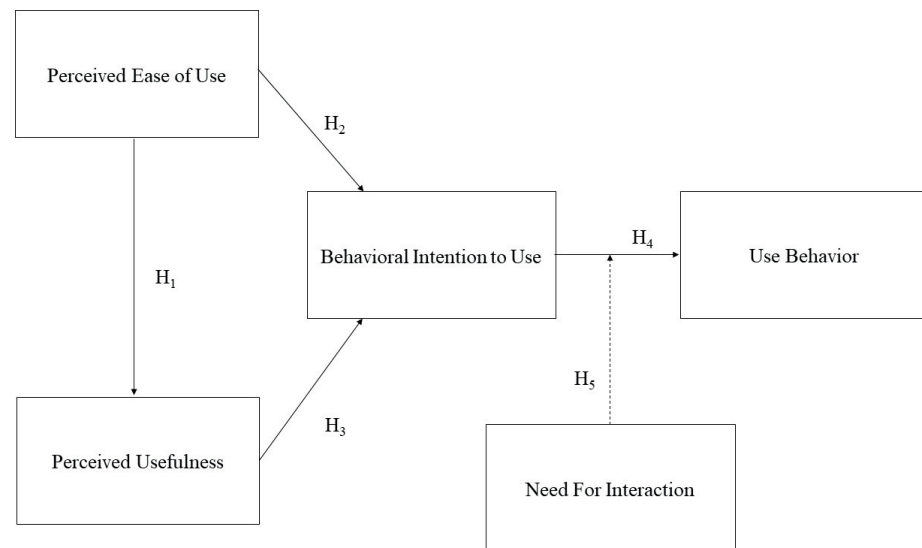 Perceived Ease of Use
H₂
Behavioral Intention to Use
H₄
Use Behavior
H₁
H₅
H₃
Perceived Usefulness
Need For Interaction